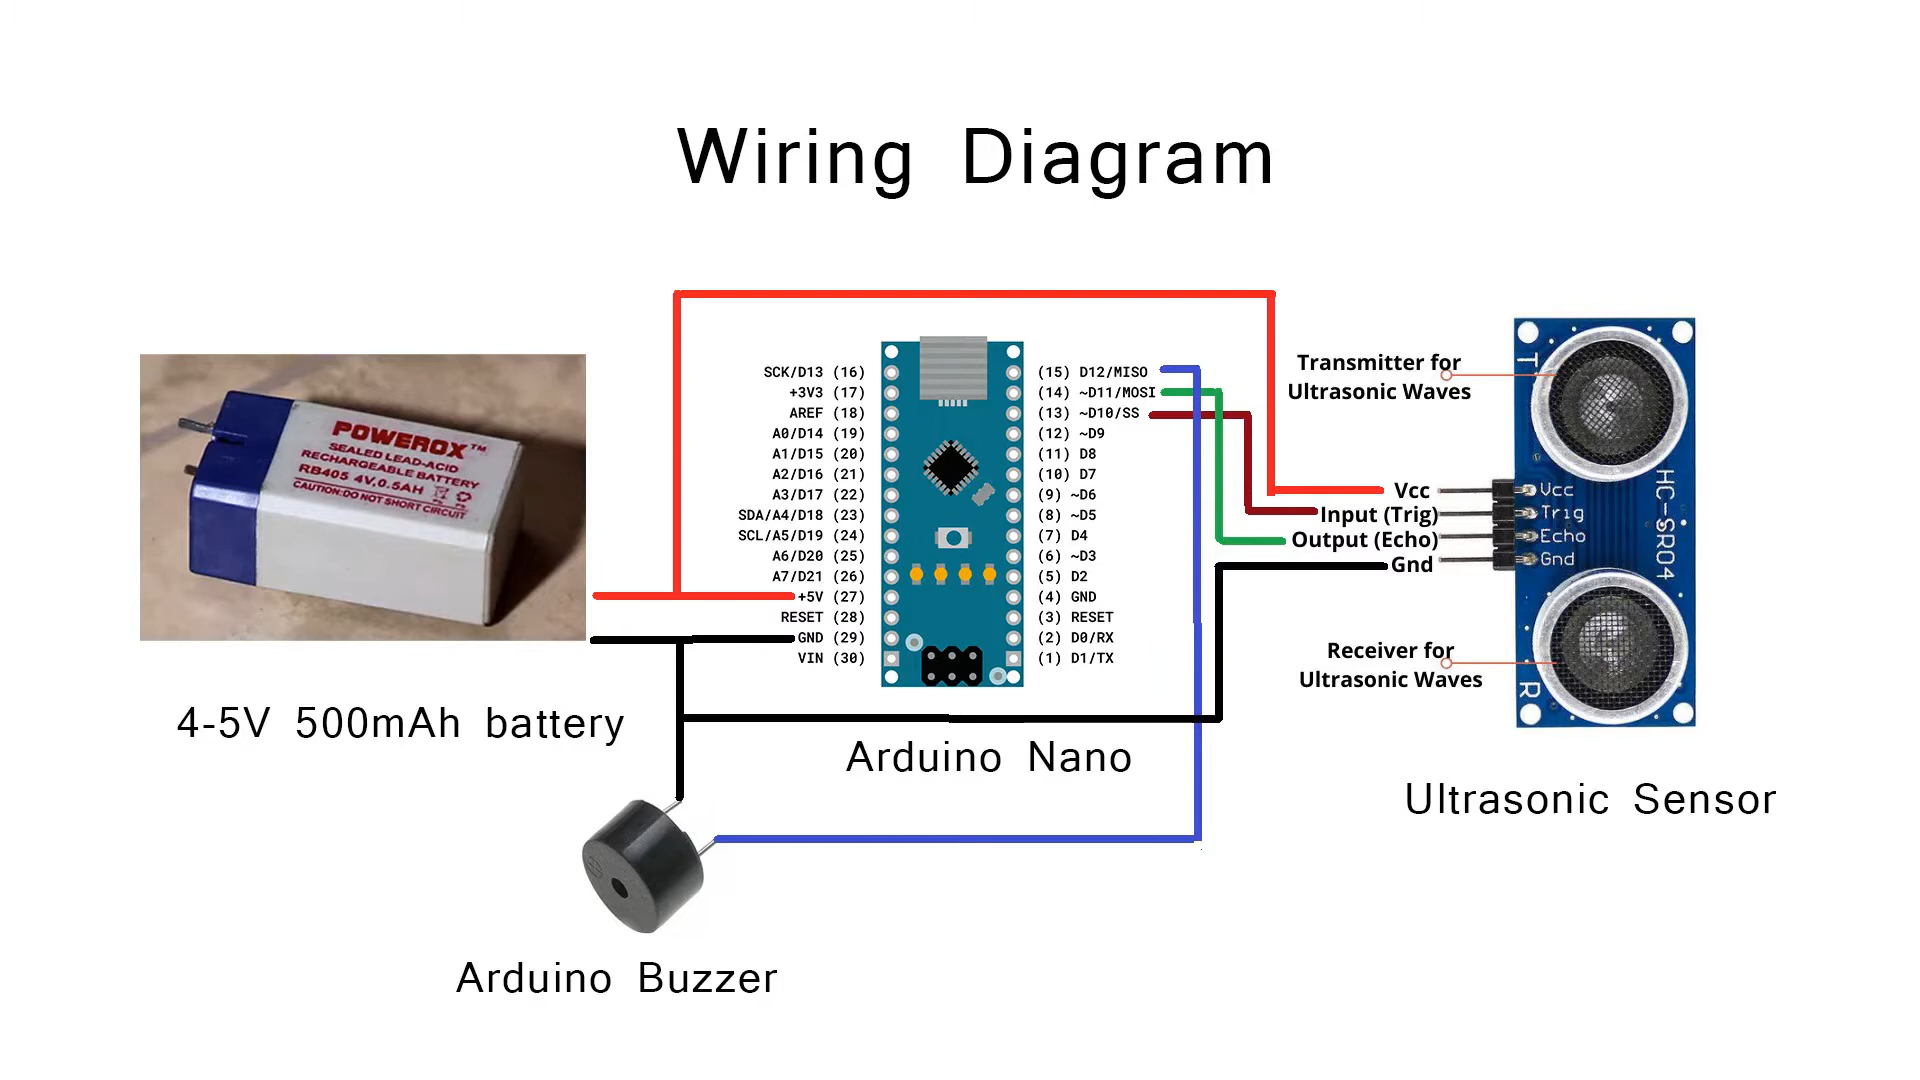 Wiring Diagram
POWEROX™
SEALED LEAD-ACID
RECHARGEABLE BATTERY
RB405 4V,0.5AH
CAUTION:DO NOT SHORT CIRCUIT
4-5V 500mAh battery
SCK/D13 (16)
+3V3 (17)
AREF (18)
A0/D14 (19)
A1/D15 (20)
A2/D16 (21)
A3/D17 (22)
SDA/A4/D18 (23)
SCL/A5/D19 (24)
A6/D20 (25)
A7/D21 (26)
+5V (27)
RESET (28)
GND (29)
VIN (30)
(15) D12/MISO
(14) ~D11/MOSI
(13) ~D10/SS
(12) ~D9
(11) D8
(10) D7
(9) ~D6
(8) ~D5
(7) D4
(6) ~D3
(5) D2
(4) GND
(3) RESET
(2) D0/RX
(1) D1/TX
Arduino Nano
Transmitter for
Ultrasonic Waves
Vcc
Input (Trig)
Output (Echo)
Gnd
Receiver for
Ultrasonic Waves
T
Vcc
Trig
Echo
Gnd
HC-SR04
R
Ultrasonic Sensor
Arduino Buzzer